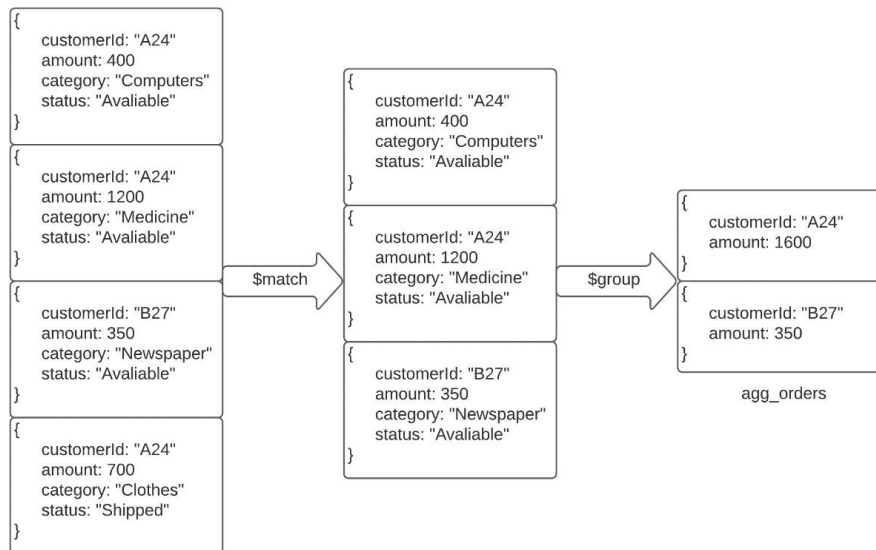 {
customerId: "A24"
amount: 400
category: "Computers"
status: "Avaliable"
}
{
customerId: "A24"
amount: 1200
category: "Medicine"
status: "Avaliable"
}
{
customerId: "B27"
amount: 350
category: "Newspaper"
status: "Avaliable"
}
{
customerId: "A24"
amount: 700
category: "Clothes"
status: "Shipped"
}
$match
{
customerId: "A24"
amount: 400
category: "Computers"
status: "Avaliable"
}
{
customerId: "A24"
amount: 1200
category: "Medicine"
status: "Avaliable"
}
{
customerId: "B27"
amount: 350
category: "Newspaper"
status: "Avaliable"
}
$group
{
customerId: "A24"
amount: 1600
}
{
customerId: "B27"
amount: 350
}
agg_orders